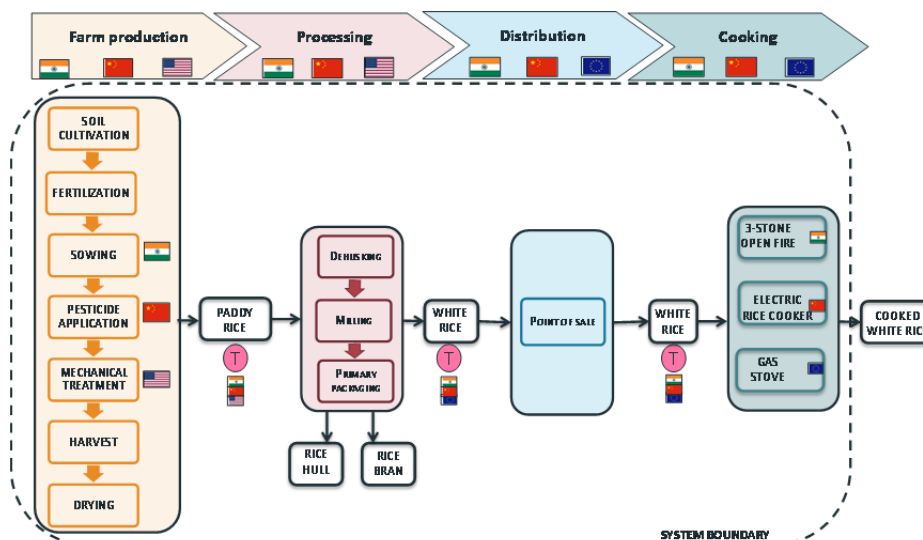 Farm production
Processing
Distribution
Cooking
SOIL
CULTIVATION
FERTILIZATION
SOWING
PESTICIDE
APPLICATION
MECHANICAL
TREATMENT
HARVEST
DRYING
PADDY
RICE
T
DEHUSKING
MILLING
PRIMARY
PACKAGING
RICE
HULL
RICE
BRAN
WHITE
RICE
T
POINT OF SALE
WHITE
RICE
T
3-STONE
OPEN FIRE
ELECTRIC
RICE COOKER
GAS
STOVE
COOKED
WHITE RIC
SYSTEM BOUNDARY